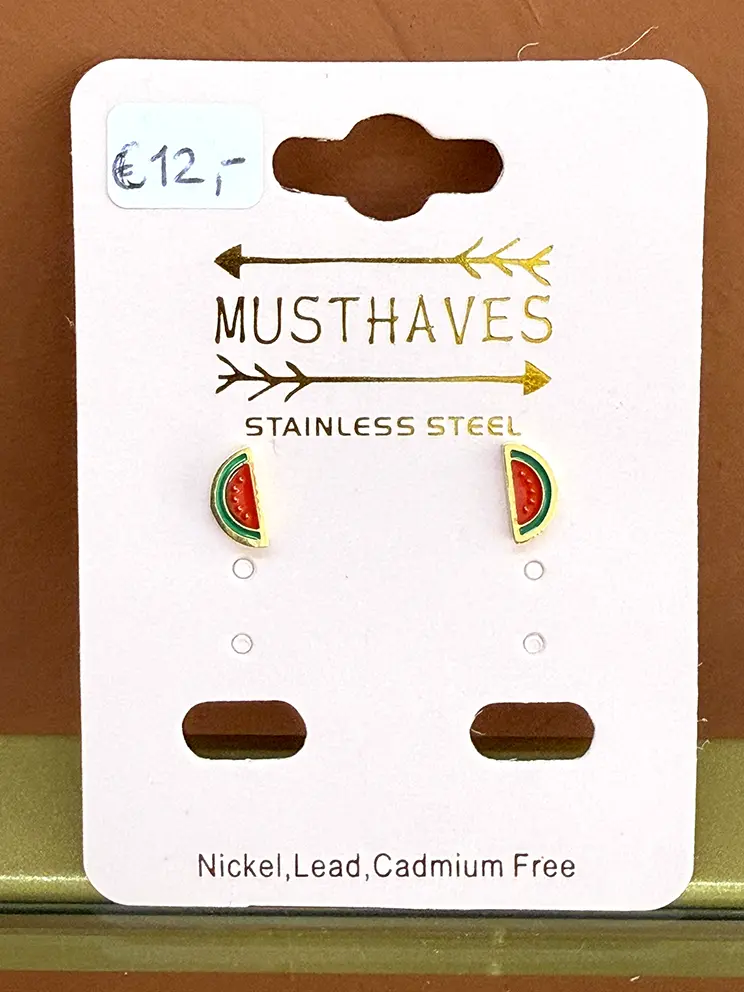 €12,-
MUSTHAVES
STAINLESS STEEL
Nickel,Lead,Cadmium Free